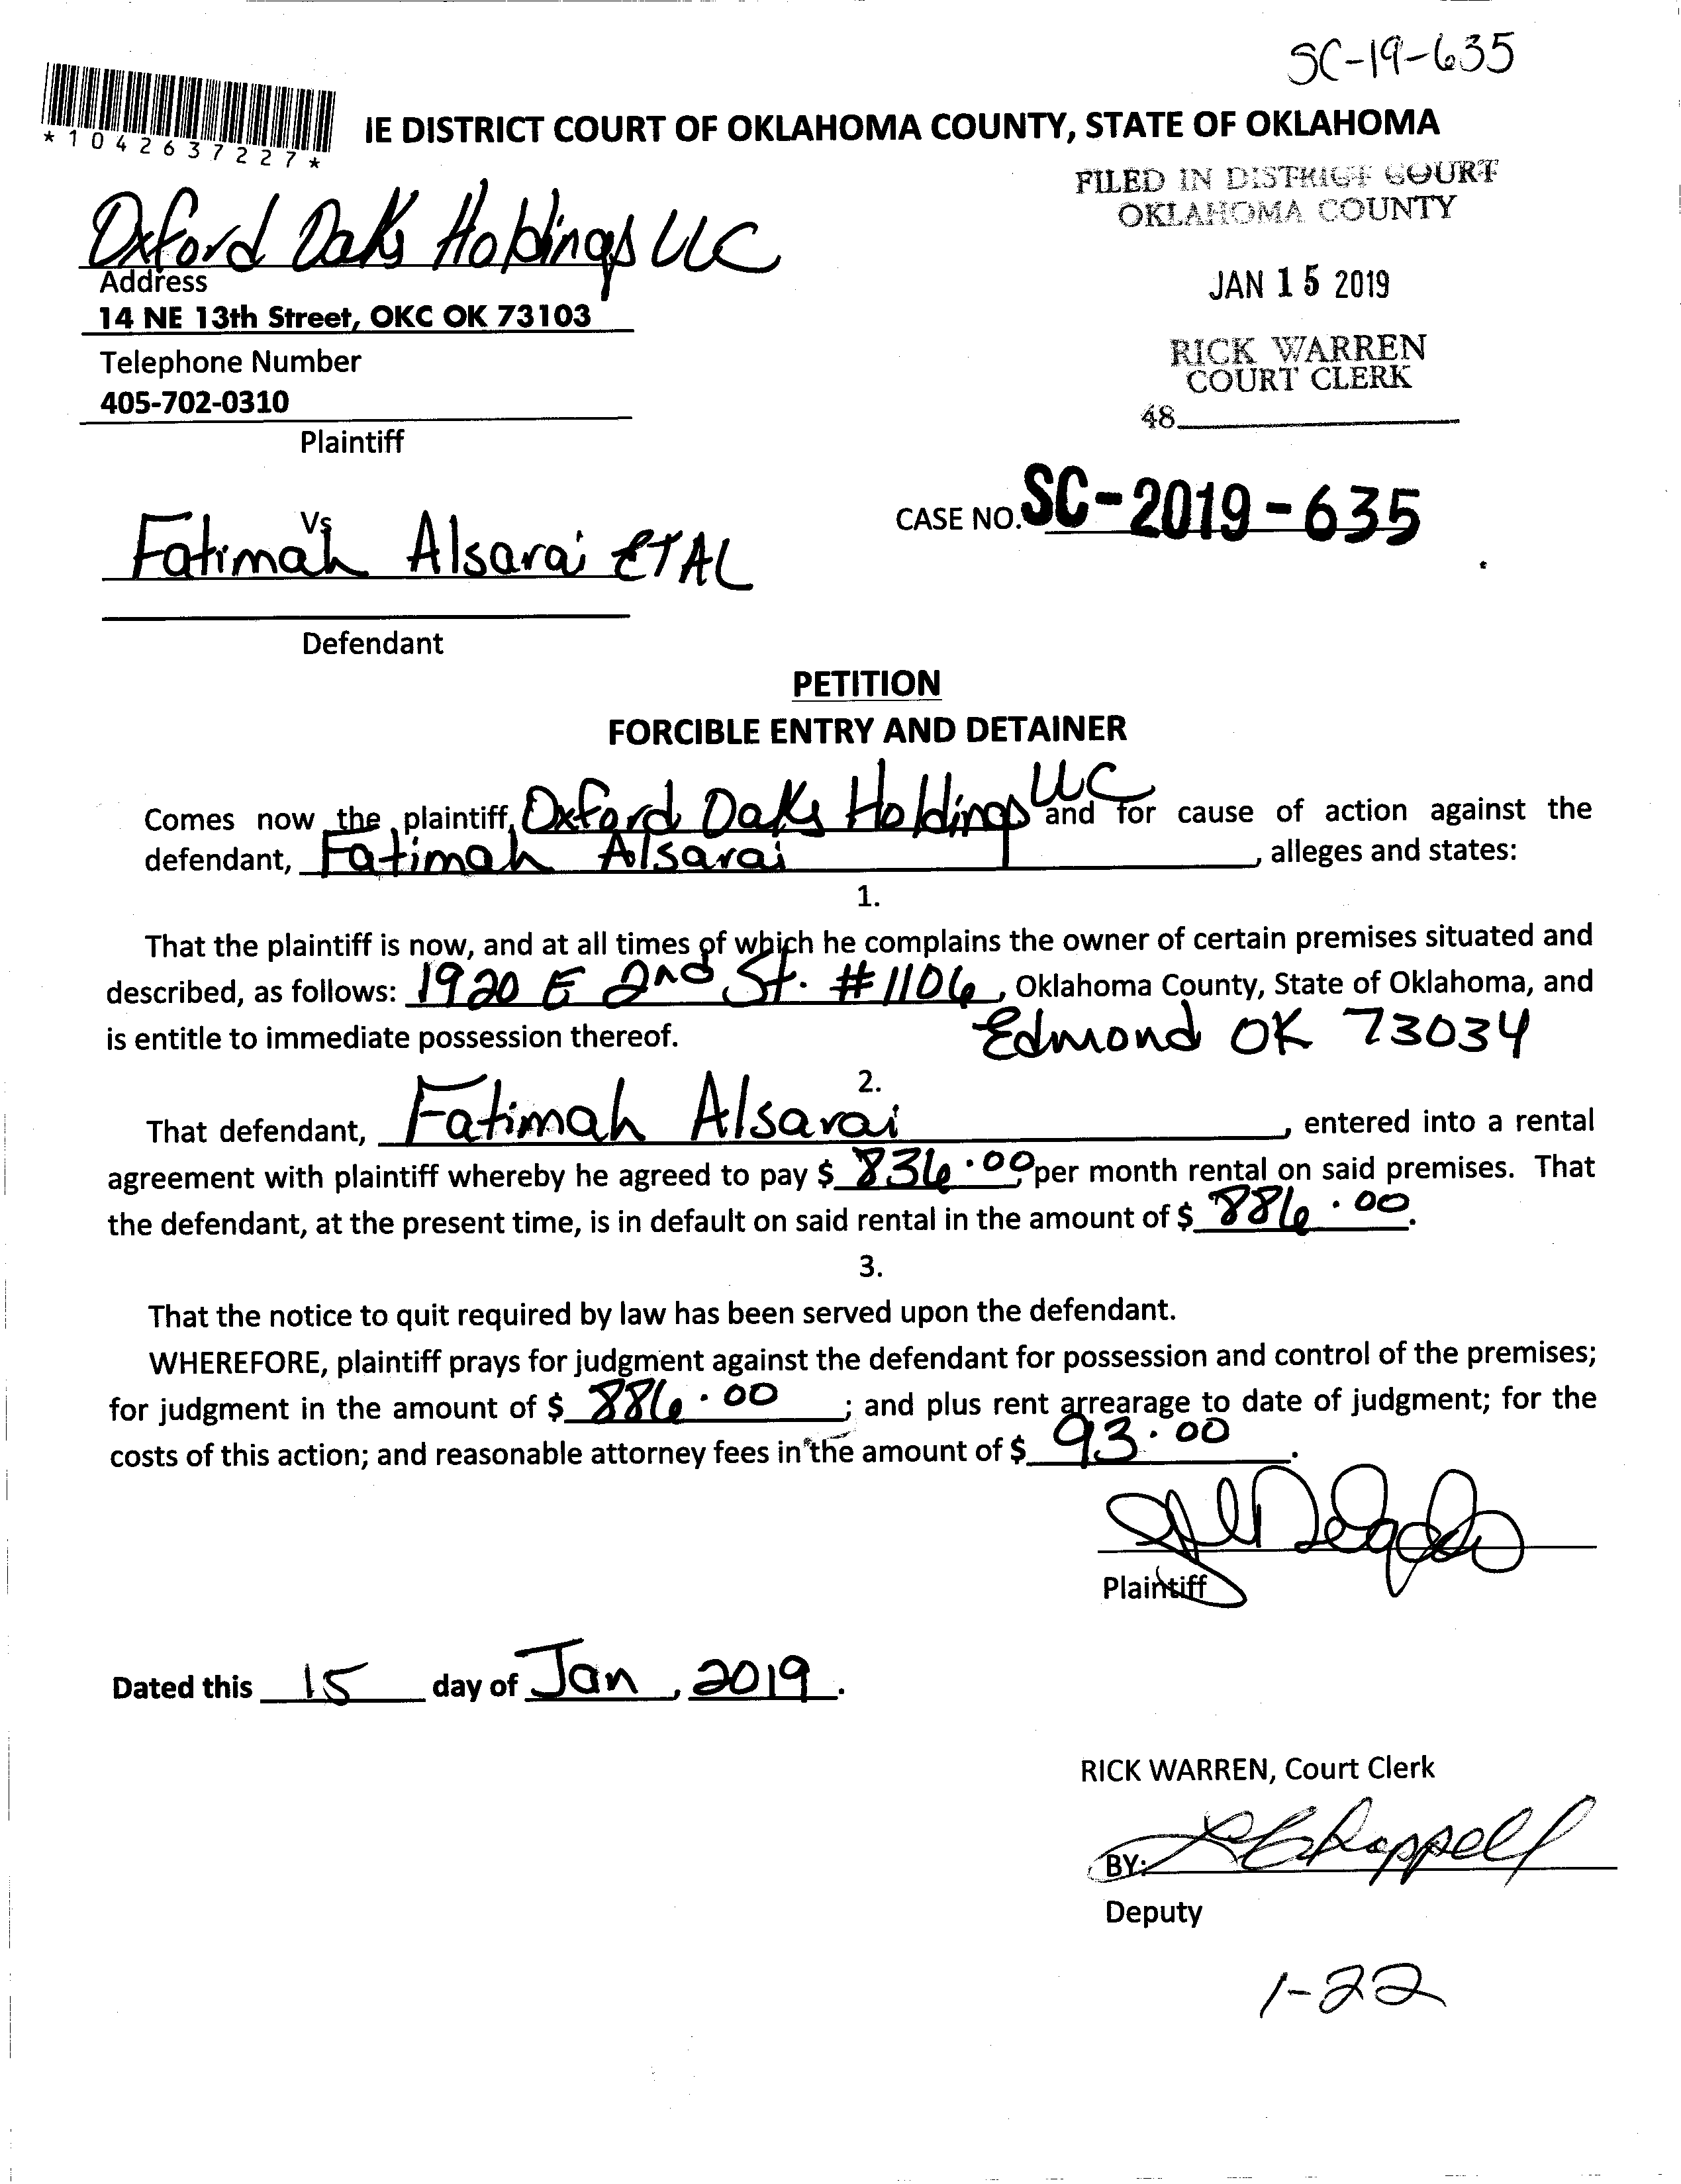 SC-19-635
*1042637227*
IE DISTRICT COURT OF OKLAHOMA COUNTY, STATE OF OKLAHOMA
FILED IN DISTRICT COURT
OKLAHOMA COUNTY
Oxford Oaks Holdings LLC
Address
14 NE 13th Street, OKC OK 73103
JAN 15 2019
Telephone Number
405-702-0310
RICK WARREN
COURT CLERK
48
Plaintiff
CASE NO. SC-2019-635
Vs
Fatimah Alsarai ETAL
Defendant
PETITION
FORCIBLE ENTRY AND DETAINER
Comes now the plaintiff, Oxford Oaks Holdings LLC and for cause of action against the
defendant, Fatimah Alsarai, alleges and states:
1.
That the plaintiff is now, and at all times of which he complains the owner of certain premises situated and
described, as follows: 1920 E 2nd St. #1106, Oklahoma County, State of Oklahoma, and
is entitle to immediate possession thereof. Edmond OK 73034
2.
That defendant, Fatimah Alsarai, entered into a rental
agreement with plaintiff whereby he agreed to pay $ 836.00 per month rental on said premises. That
the defendant, at the present time, is in default on said rental in the amount of $ 886.00.
3.
That the notice to quit required by law has been served upon the defendant.
WHEREFORE, plaintiff prays for judgment against the defendant for possession and control of the premises;
for judgment in the amount of $ 886.00; and plus rent arrearage to date of judgment; for the
costs of this action; and reasonable attorney fees in the amount of $ 93.00.
Plaintiff
Dated this 15 day of Jan, 2019.
RICK WARREN, Court Clerk
BY:
Deputy
1-22